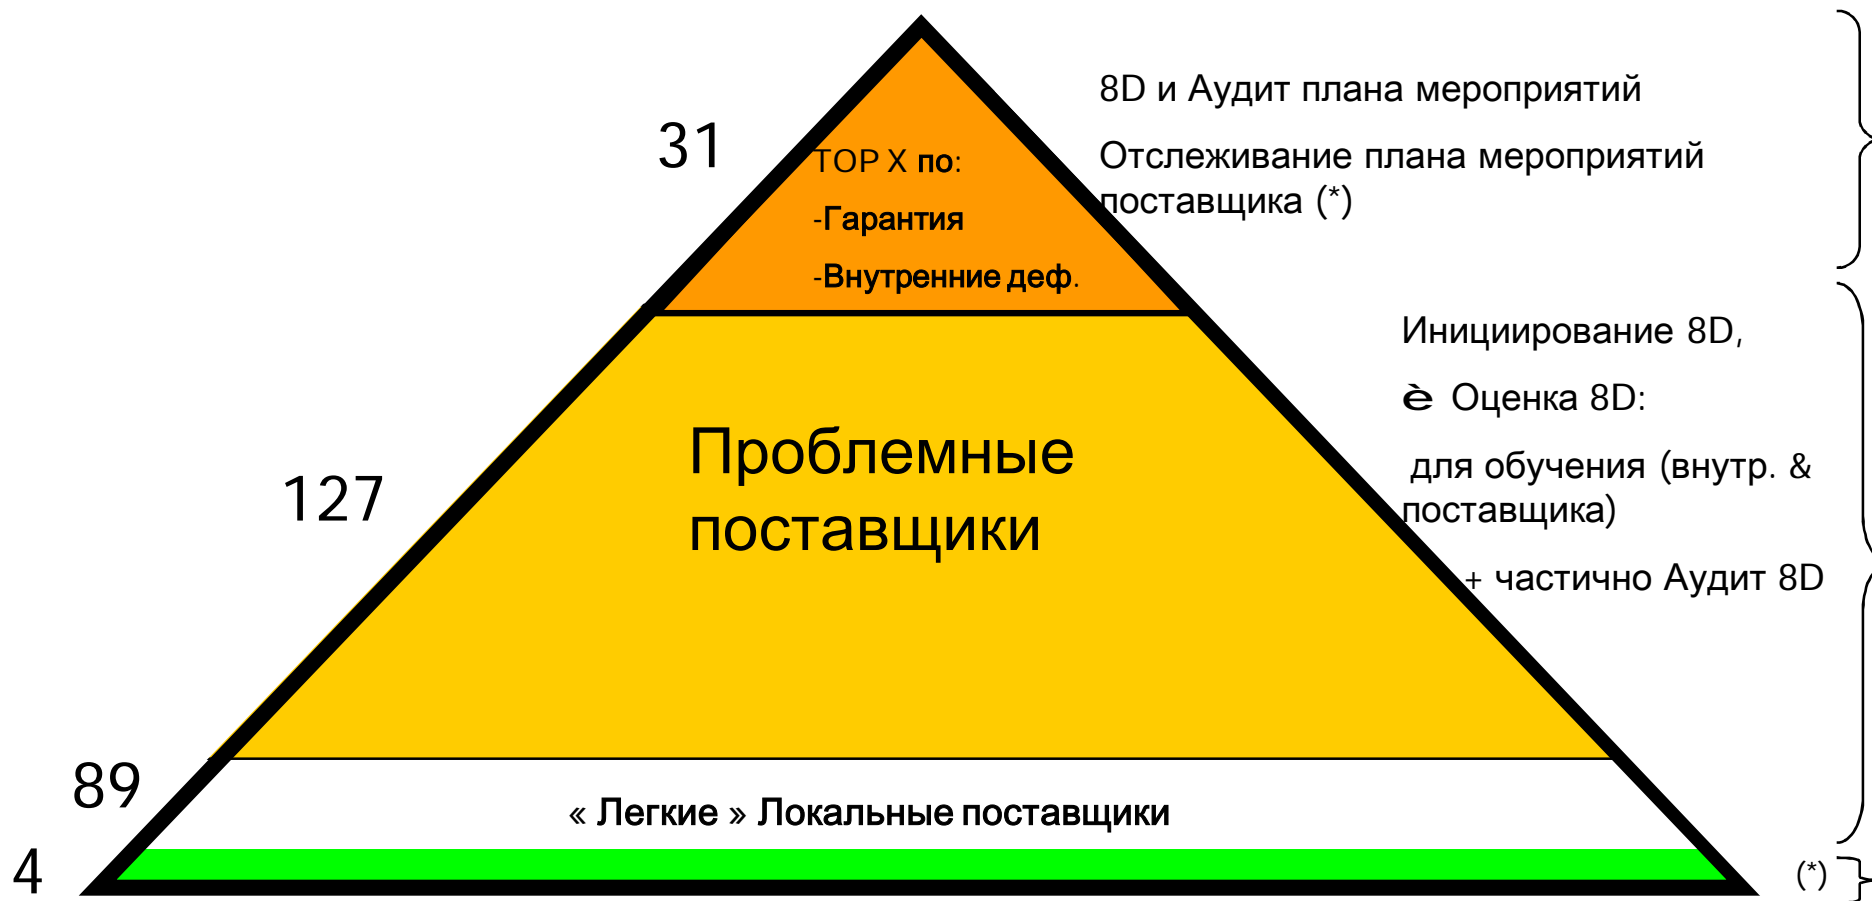 31
TOP X по:
-Гарантия
-Внутренние деф.
8D и Аудит плана мероприятий
Отслеживание плана мероприятий
поставщика (*)
127
Проблемные
поставщики
Инициирование 8D,
è Оценка 8D:
для обучения (внутр. &
поставщика)
+ частично Аудит 8D
89
« Легкие » Локальные поставщики
4
(*)